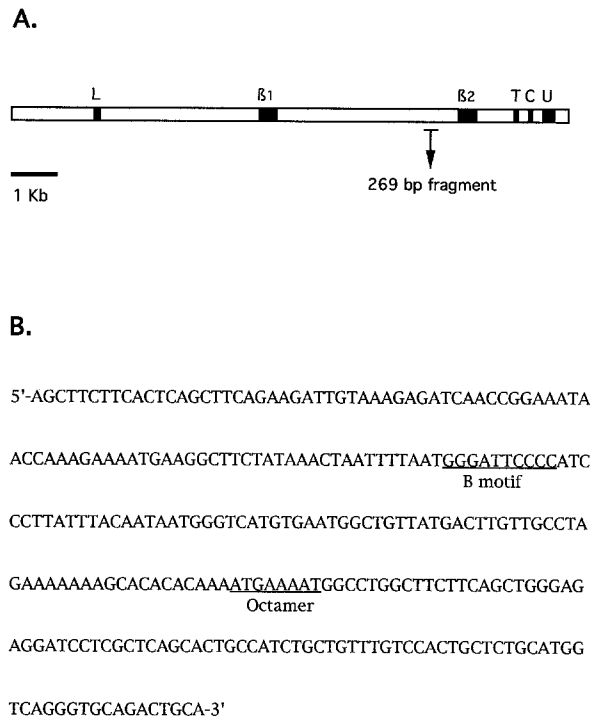 A.
L ß1 ß2 T C U
269 bp fragment
1 Kb
B.
5'-AGCTTCTTCACTCAGCTTCAGAAGATTGTAAAGAGATCAACCGGAAATA
ACCAAAGAAAATGAAGGCTTCTATAAACTAATTTTAATGGGATTCCCCATC
B motif
CCTTATTTACAATAATGGGTCATGTGAATGGCTGTTATGACTTGTTGCCTA
GAAAAAAAGCACACACAAAATGAAAATGGCCTGGCTTCTTCAGCTGGGAG
Octamer
AGGATCCTCGCTCAGCACTGCCATCTGCTGTTTGTCCACTGCTCTGCATGG
TCAGGGTGCAGACTGCA-3'